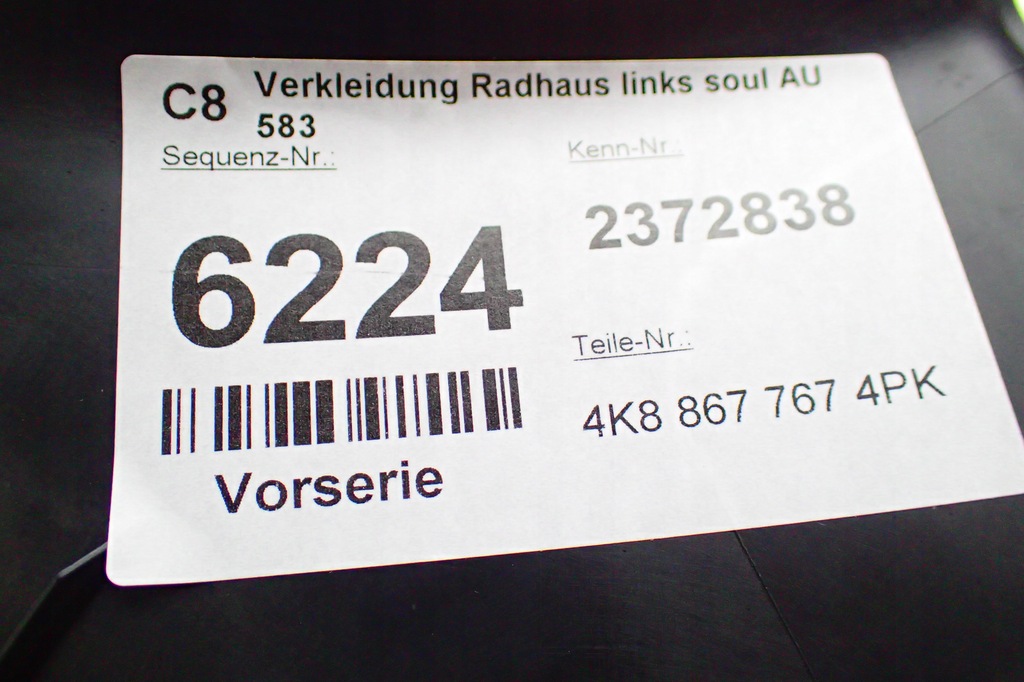 C8 Verkleidung Radhaus links soul AU
583
Sequenz-Nr.:
Kenn-Nr.:
6224
2372838
Teile-Nr.:
4K8 867 767 4PK
Vorserie